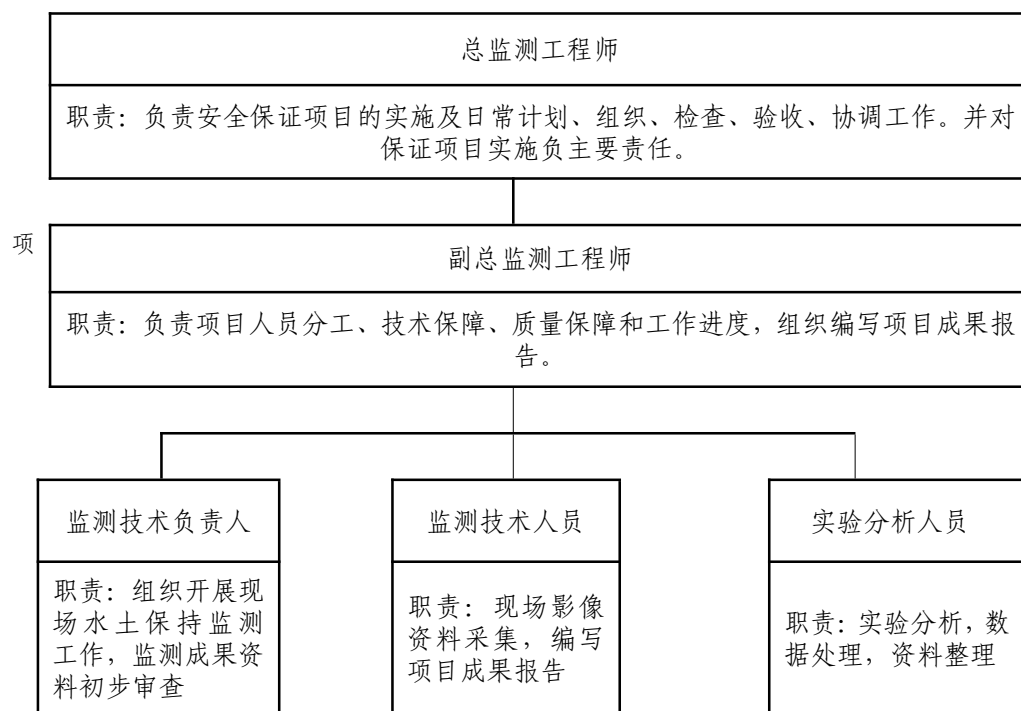 总监测工程师
职责：负责安全保证项目的实施及日常计划、组织、检查、验收、协调工作。并对
保证项目实施负主要责任。
项
副总监测工程师
职责：负责项目人员分工、技术保障、质量保障和工作进度，组织编写项目成果报
告。
监测技术负责人
职责：组织开展现
场水土保持监测
工作，监测成果资
料初步审查
监测技术人员
职责：现场影像
资料采集，编写
项目成果报告
实验分析人员
职责：实验分析，数
据处理，资料整理